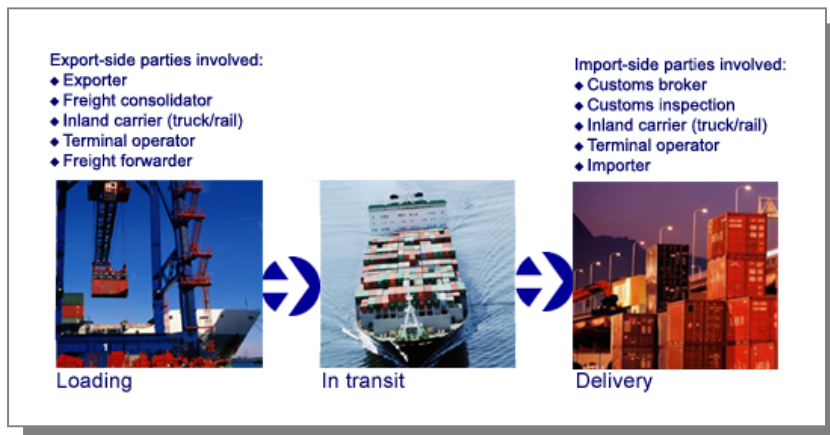 Export-side parties involved:
◆ Exporter
◆ Freight consolidator
◆ Inland carrier (truck/rail)
◆ Terminal operator
◆ Freight forwarder
Import-side parties involved:
◆ Customs broker
◆ Customs inspection
◆ Inland carrier (truck/rail)
◆ Terminal operator
◆ Importer
1
Loading
In transit
Delivery